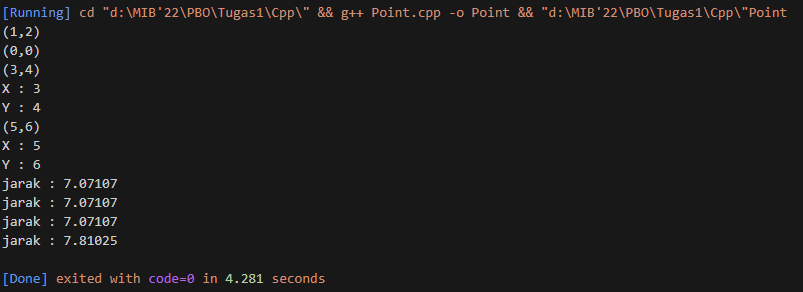 [Running] cd "d:\MIB'22\PBO\Tugas1\Cpp\" && g++ Point.cpp -o Point && "d:\MIB'22\PBO\Tugas1\Cpp\"Point
(1,2)
(0,0)
(3,4)
X : 3
Y : 4
(5,6)
X : 5
Y : 6
jarak : 7.07107
jarak : 7.07107
jarak : 7.07107
jarak : 7.81025
[Done] exited with code=0 in 4.281 seconds